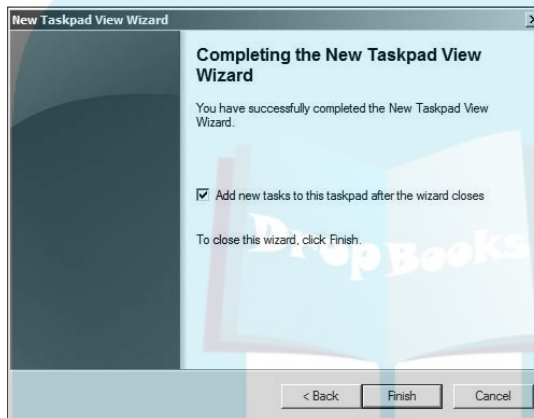 New Taskpad View Wizard
Completing the New Taskpad View
Wizard
You have successfully completed the New Taskpad View
Wizard.
Add new tasks to this taskpad after the wizard closes
To close this wizard, click Finish.
DropBooks
< Back
Finish
Cancel